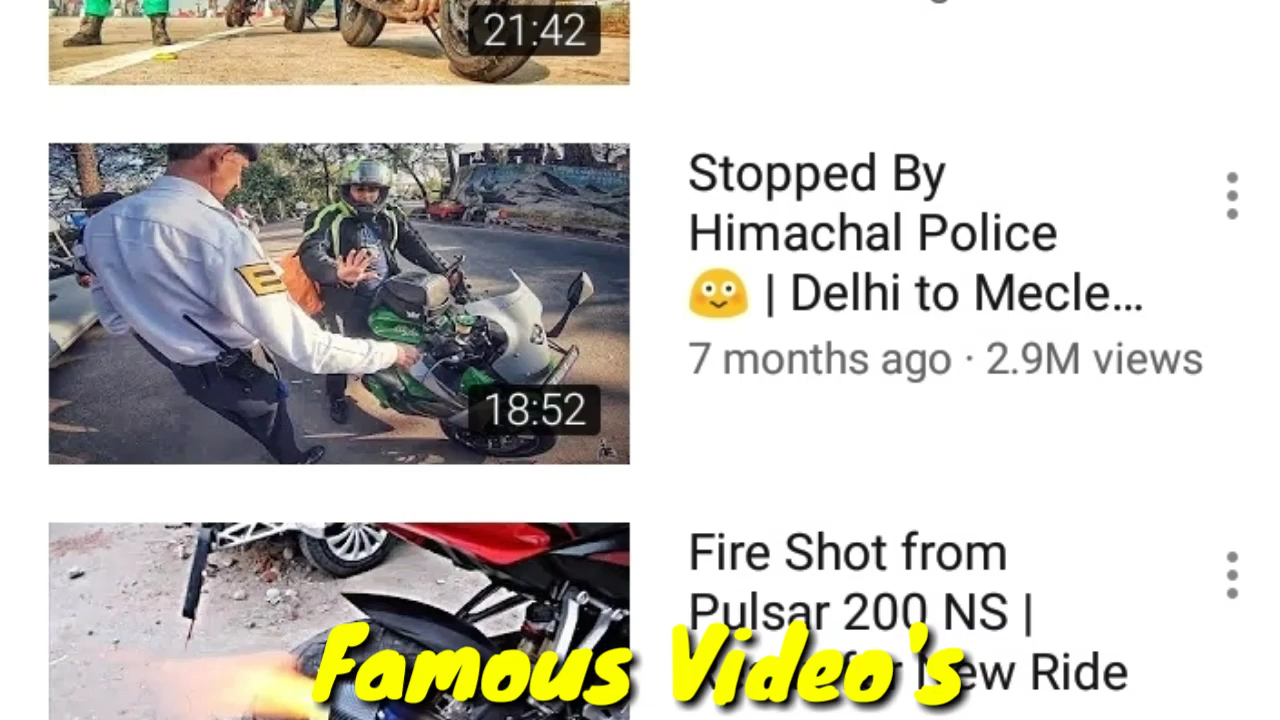 21:42
Stopped By
Himachal Police
| Delhi to Mecle...
7 months ago · 2.9M views
18:52
Fire Shot from
Pulsar 200 NS |
New Ride
Famous Video's